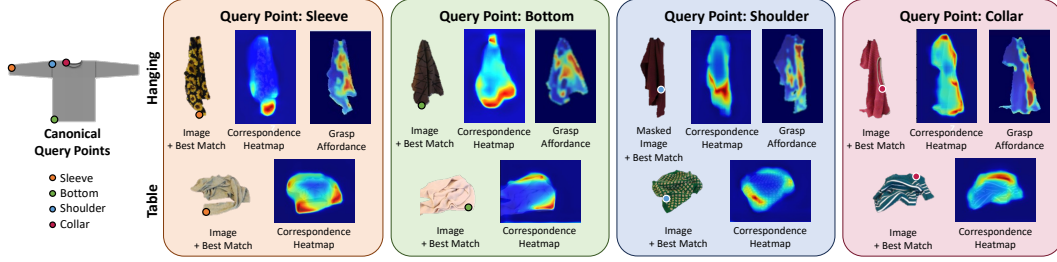 Canonical
Query Points
Sleeve
Bottom
Shoulder
Collar
Hanging
Table
Query Point: Sleeve
Image
+ Best Match
Correspondence
Heatmap
Grasp
Affordance
Image
+ Best Match
Correspondence
Heatmap
Query Point: Bottom
Image
+ Best Match
Correspondence
Heatmap
Grasp
Affordance
Image
+ Best Match
Correspondence
Heatmap
Query Point: Shoulder
Masked
Image
+ Best Match
Correspondence
Heatmap
Grasp
Affordance
Image
+ Best Match
Correspondence
Heatmap
Query Point: Collar
Image
+ Best Match
Correspondence
Heatmap
Grasp
Affordance
Image
+ Best Match
Correspondence
Heatmap